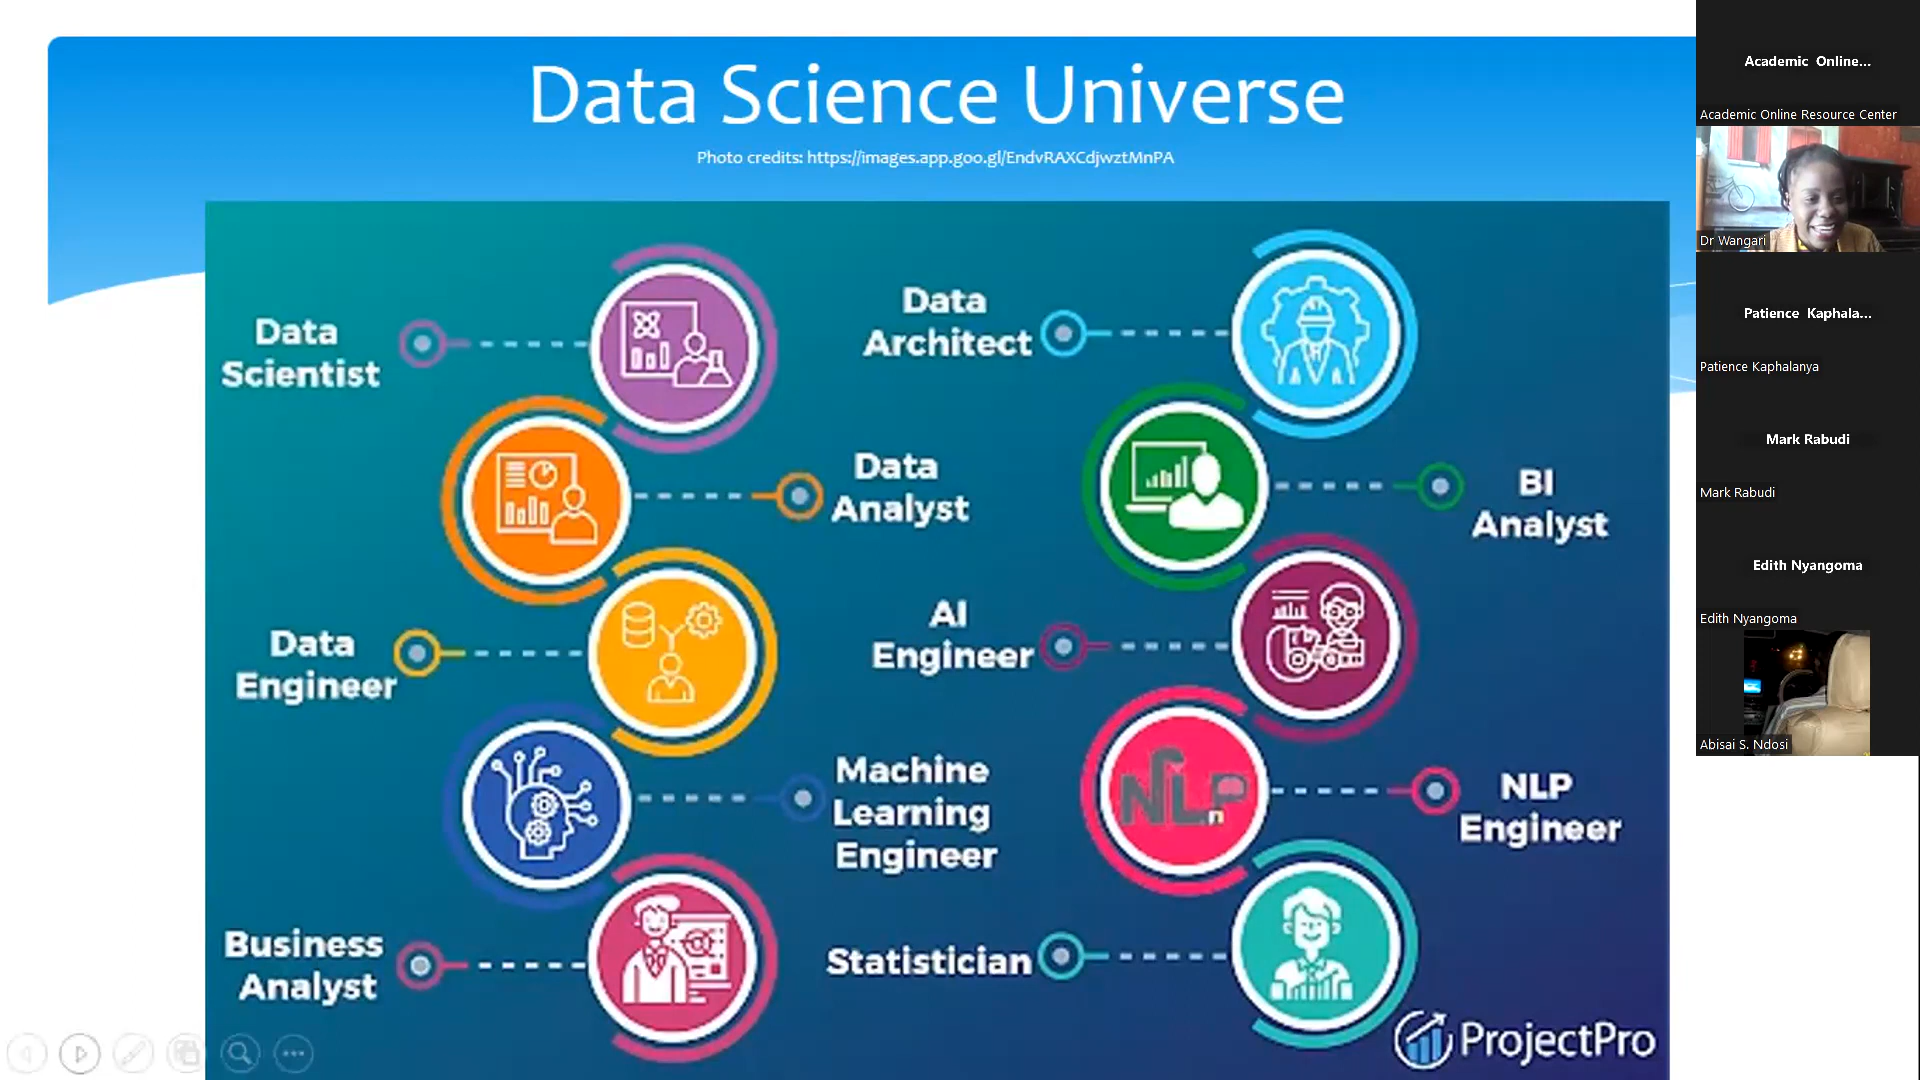 Data Science Universe
Photo credits: https://images.app.goo.gl/EndvRAXCdjwztMnPA
Data
Scientist
Data
Analyst
Data
Engineer
Machine
Learning
Engineer
Business
Analyst
Data
Architect
BI
Analyst
AI
Engineer
NLP
NLP
Engineer
Statistician
ProjectPro
Academic Online...
Academic Online Resource Center
Dr Wangari
Patience Kaphala...
Patience Kaphalanya
Mark Rabudi
Mark Rabudi
Edith Nyangoma
Edith Nyangoma
Abisai S. Ndosi